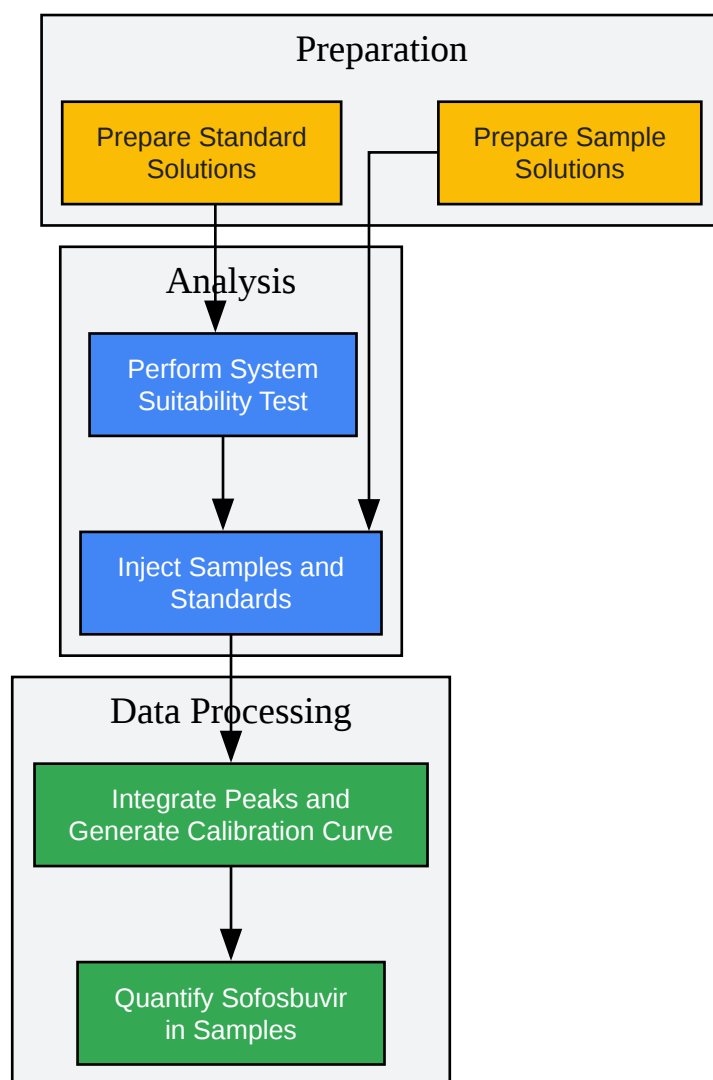 Preparation
Prepare Standard
Solutions
Prepare Sample
Solutions
Analysis
Perform System
Suitability Test
Inject Samples and
Standards
Data Processing
Integrate Peaks and
Generate Calibration Curve
Quantify Sofosbuvir
in Samples